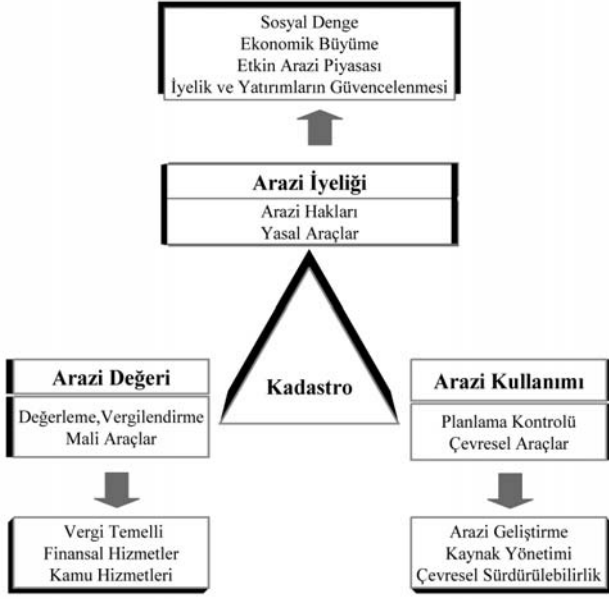 Sosyal Denge
Ekonomik Büyüme
Etkin Arazi Piyasası
İyelik ve Yatırımların Güvencelenmesi
Arazi İyeliği
Arazi Hakları
Yasal Araçlar
Kadastro
Arazi Değeri
Değerleme,Vergilendirme
Mali Araçlar
Vergi Temelli
Finansal Hizmetler
Kamu Hizmetleri
Arazi Kullanımı
Planlama Kontrolü
Çevresel Araçlar
Arazi Geliştirme
Kaynak Yönetimi
Çevresel Sürdürülebilirlik